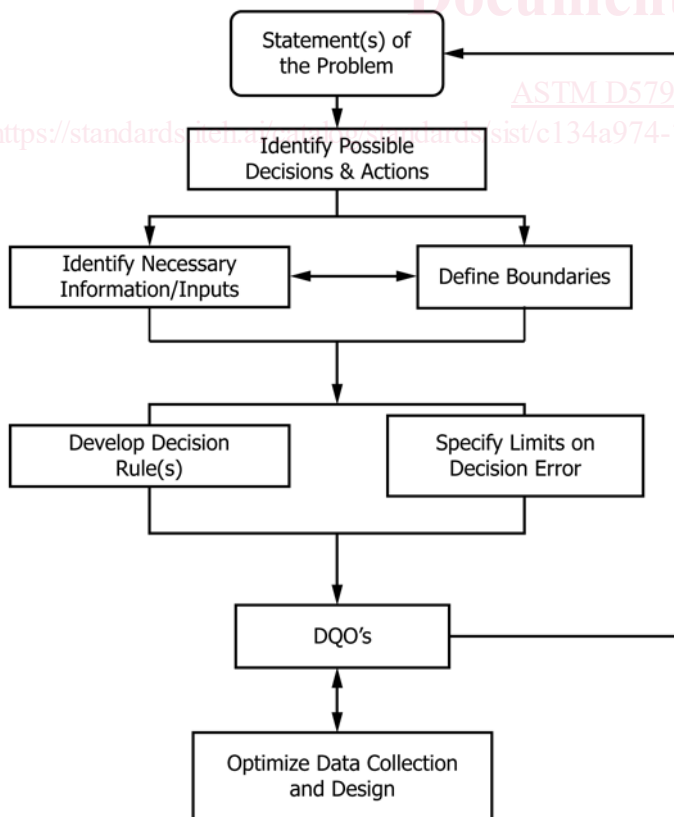 Document
Statement(s) of
the Problem
ASTM D579
https://standards.iteh.ai/catalog/standards/sist/c134a974-
Identify Possible
Decisions & Actions
Identify Necessary
Information/Inputs
Define Boundaries
Develop Decision
Rule(s)
Specify Limits on
Decision Error
DQO's
Optimize Data Collection
and Design